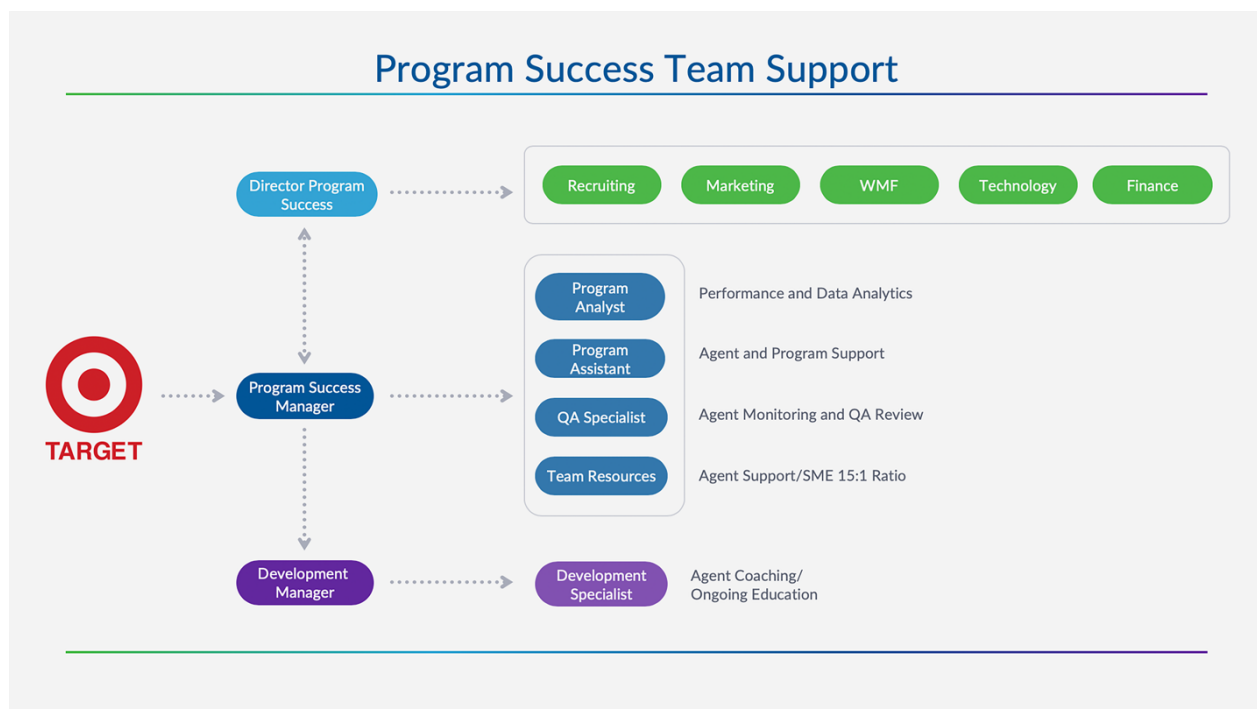 Program Success Team Support
Director Program
Success
Recruiting
Marketing
WMF
Technology
Finance
Program
Analyst
Performance and Data Analytics
Program
Assistant
Agent and Program Support
TARGET
Program Success
Manager
QA Specialist
Agent Monitoring and QA Review
Team Resources
Agent Support/SME 15:1 Ratio
Development
Manager
Development
Specialist
Agent Coaching/
Ongoing Education